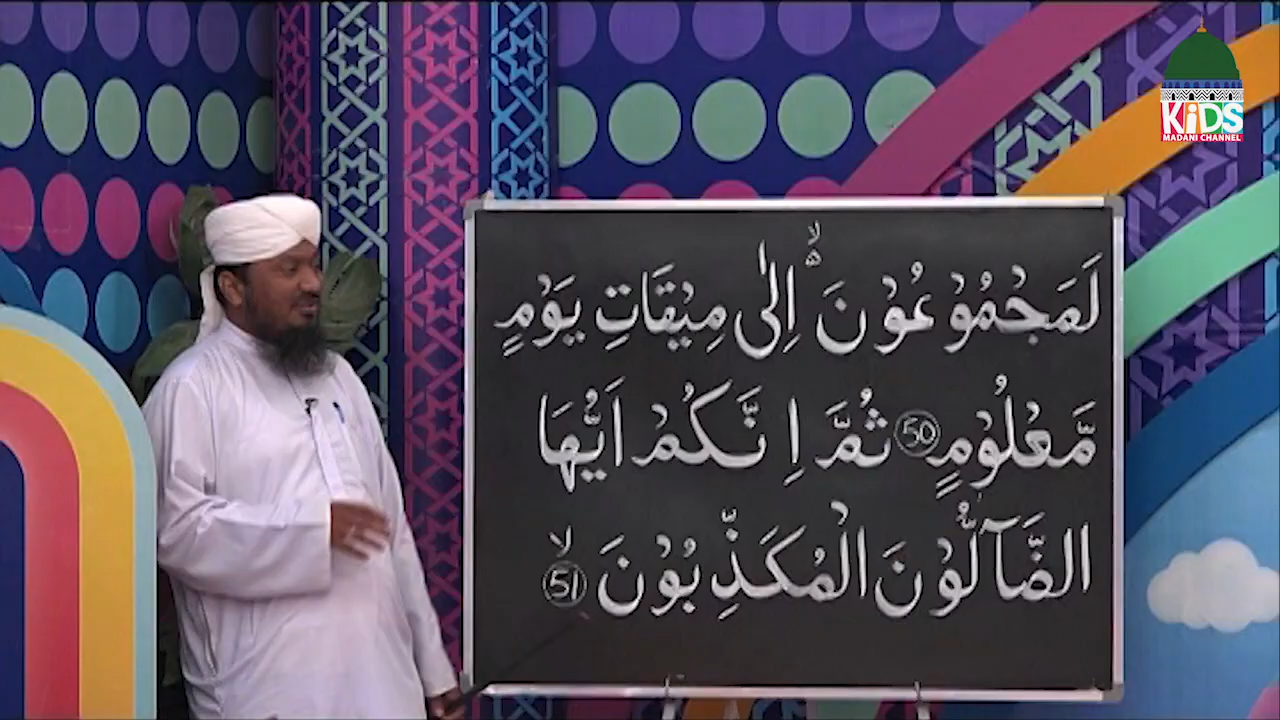 KiDS
MADANI CHANNEL
لَمَجْمُوْعُوْنَ ۙ۬ اِلٰى مِيْقَاتِ يَوْمٍ
مَّعْلُوْمٍ 50 ثُمَّ اِنَّكُمْ اَيُّهَا
الضَّآلُّوْنَ الْمُكَذِّبُوْنَ ۙ 51